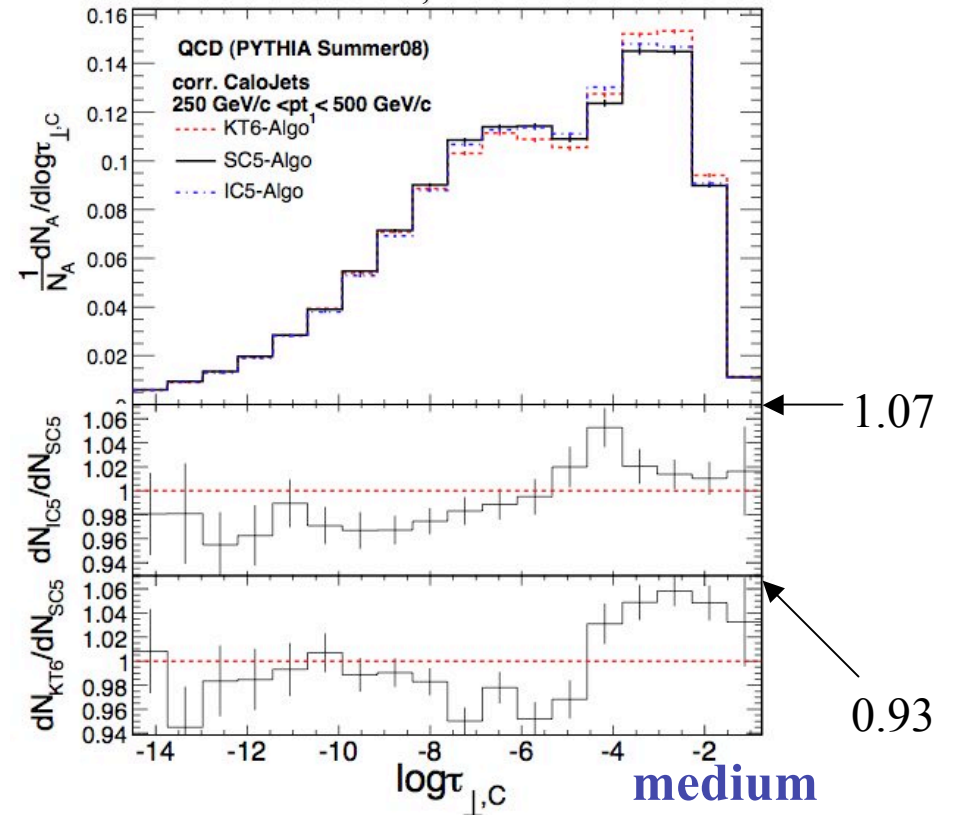 QCD (PYTHIA Summer08)
corr. CaloJets
250 GeV/c <pt < 500 GeV/c
KT6-Algo¹
SC5-Algo
IC5-Algo
1/N_A dN_A/dlogτ_⊥,C
0.16
0.14
0.12
0.1
0.08
0.06
0.04
0.02
dN_IC5/dN_SC5
1.06
1.04
1.02
1
0.98
0.96
0.94
1.07
dN_KT6/dN_SC5
1.06
1.04
1.02
1
0.98
0.96
0.94
0.93
-14 -12 -10 -8 -6 -4 -2
logτ_⊥,C
medium